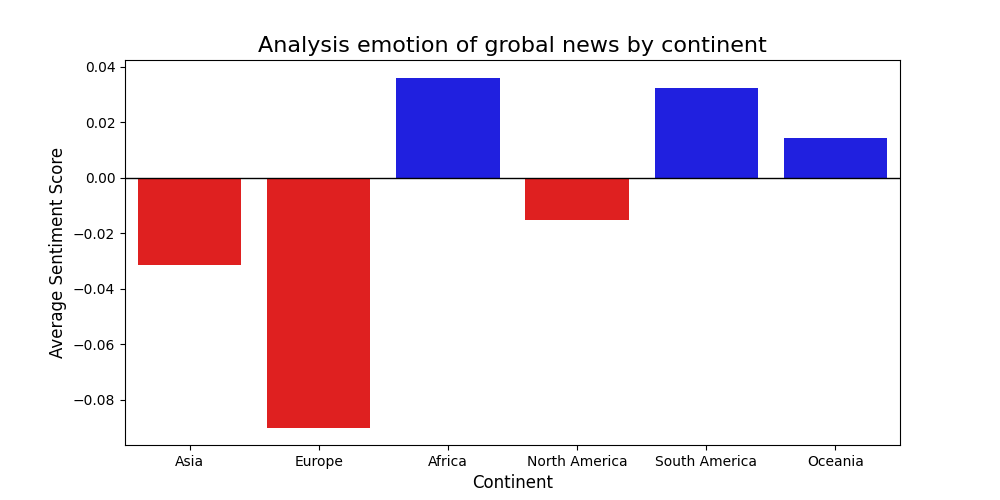 Analysis emotion of grobal news by continent
0.04
0.02
0.00
−0.02
−0.04
−0.06
−0.08
Average Sentiment Score
Asia Europe Africa North America South America Oceania
Continent